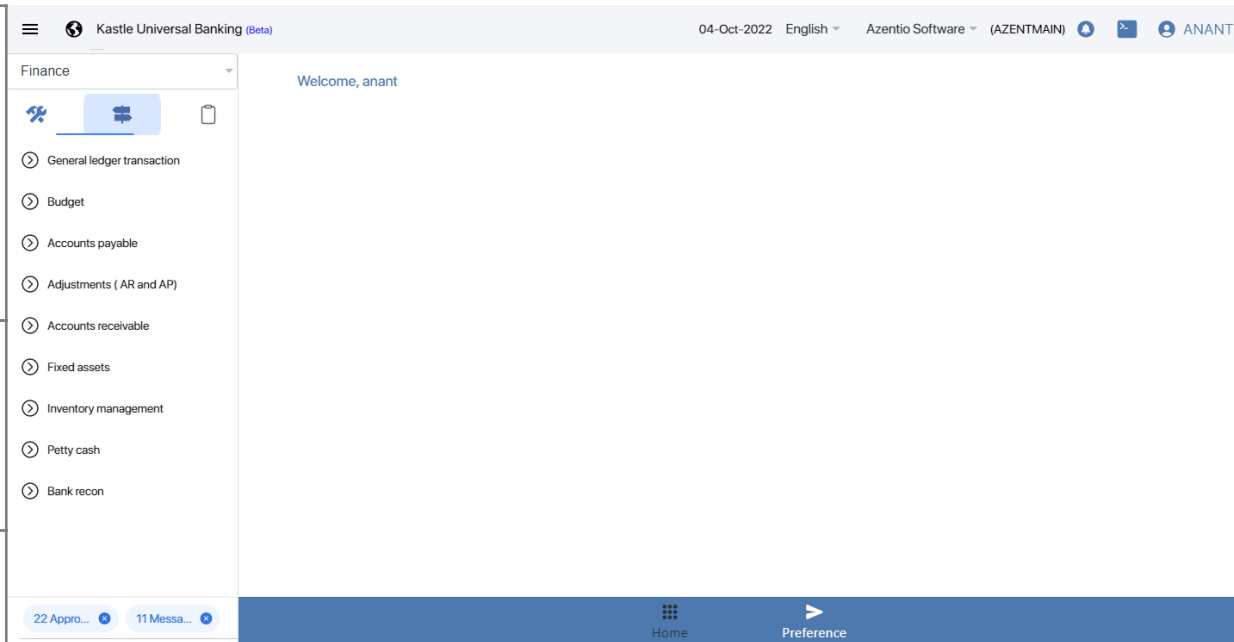 Kastle Universal Banking (Beta) 04-Oct-2022 English Azentio Software (AZENTMAIN) ANANT
Finance
Welcome, anant
General ledger transaction
Budget
Accounts payable
Adjustments ( AR and AP)
Accounts receivable
Fixed assets
Inventory management
Petty cash
Bank recon
22 Appro... 11 Messa...
Home Preference